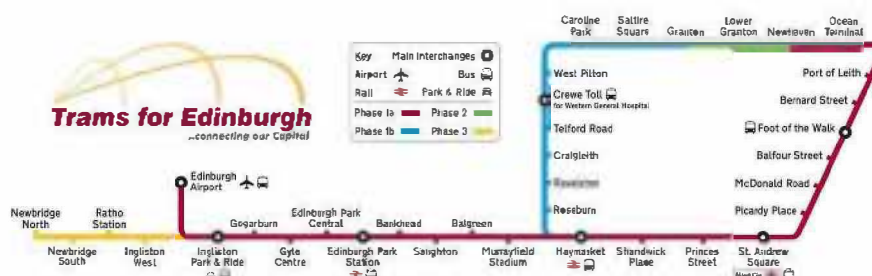 Trams for Edinburgh
...connecting our Capital
Key Main Interchanges
Airport Bus
Rail Park & Ride
Phase 1a Phase 2
Phase 1b Phase 3
Caroline
Park
Saltire
Square
Granton
Lower
Granton
Newhaven
Ocean
Terminal
West Pilton
Crewe Toll
for Western General Hospital
Telford Road
Craigleith
Roseburn
Port of Leith
Bernard Street
Foot of the Walk
Balfour Street
McDonald Road
Picardy Place
Edinburgh
Airport
Newbridge
North
Ratho
Station
Gogarburn
Edinburgh Park
Central
Bankhead
Balgreen
Newbridge
South
Ingliston
West
Ingliston
Park & Ride
Gyle
Centre
Edinburgh Park
Station
Saughton
Murrayfield
Stadium
Haymarket
Shandwick
Place
Princes
Street
St. Andrew
Square